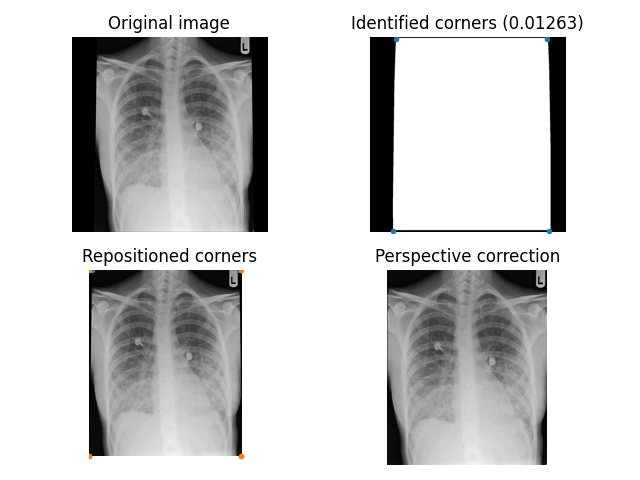 Original image
Identified corners (0.01263)
L
Repositioned corners
Perspective correction
L
L